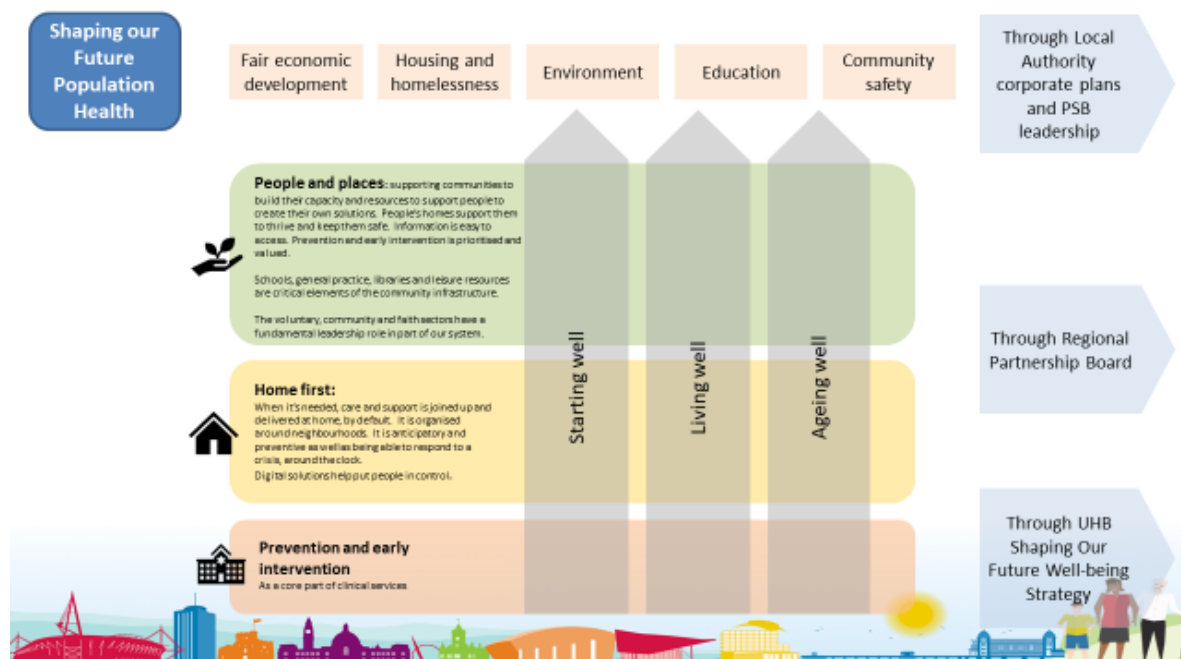 Shaping our
Future
Population
Health
Fair economic
development
Housing and
homelessness
Environment
Education
Community
safety
Through Local
Authority
corporate plans
and PSB
leadership
People and places: supporting communities to
build their capacity and resources to support people to
create their own solutions. People's homes support them
to thrive and keep them safe. Information is easy to
access. Prevention and early intervention is prioritised and
valued.
Schools, general practice, libraries and leisure resources
are critical elements of the community infrastructure.
The voluntary, community and faith sectors have a
fundamental leadership role in part of our system.
Home first:
When it's needed, care and support is joined up and
delivered at home, by default. It is organised
around neighbourhoods. It is anticipatory and
preventive as well as being able to respond to a
crisis, around the clock.
Digital solutions help put people in control.
Prevention and early
intervention
As a core part of clinical services
Starting well
Living well
Ageing well
Through Regional
Partnership Board
Through UHB
Shaping Our
Future Well-being
Strategy